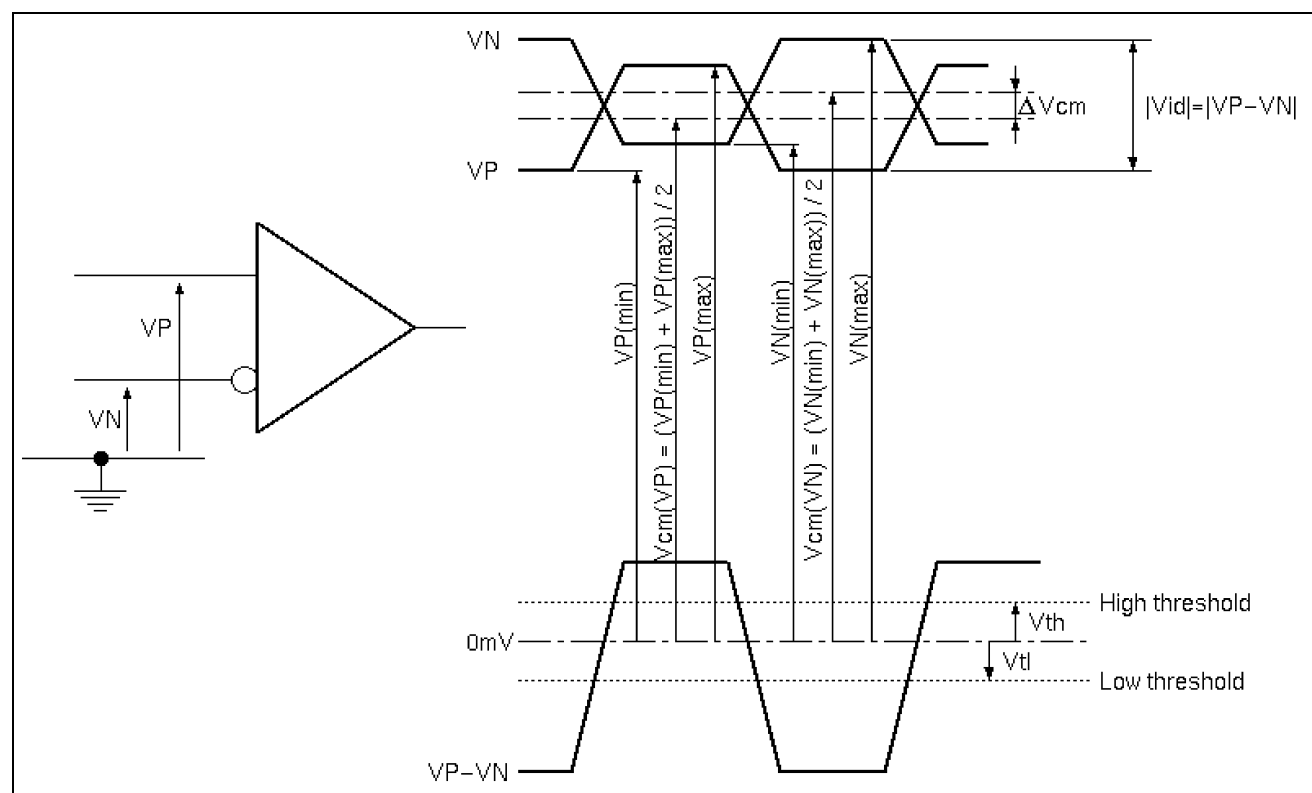 VN
ΔVcm
|Vid|=|VP−VN|
VP
VP
VN
VP(min)
Vcm(VP) = (VP(min) + VP(max)) / 2
VP(max)
VN(min)
Vcm(VN) = (VN(min) + VN(max)) / 2
VN(max)
High threshold
Vth
0mV
Vtl
Low threshold
VP−VN